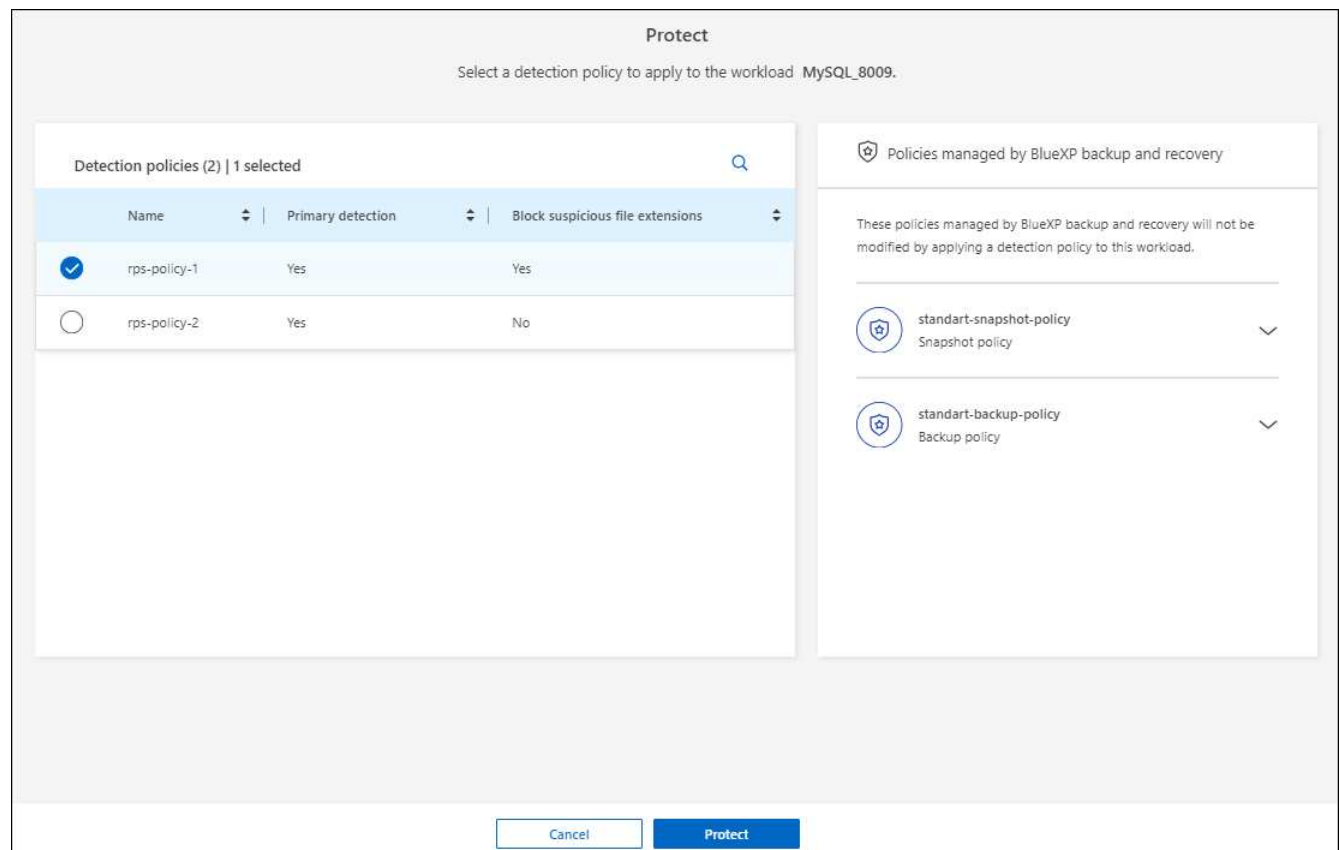 Protect
Select a detection policy to apply to the workload MySQL_8009.
Detection policies (2) | 1 selected
Name | Primary detection | Block suspicious file extensions
rps-policy-1 Yes Yes
rps-policy-2 Yes No
Policies managed by BlueXP backup and recovery
These policies managed by BlueXP backup and recovery will not be
modified by applying a detection policy to this workload.
standart-snapshot-policy
Snapshot policy
standart-backup-policy
Backup policy
Cancel Protect